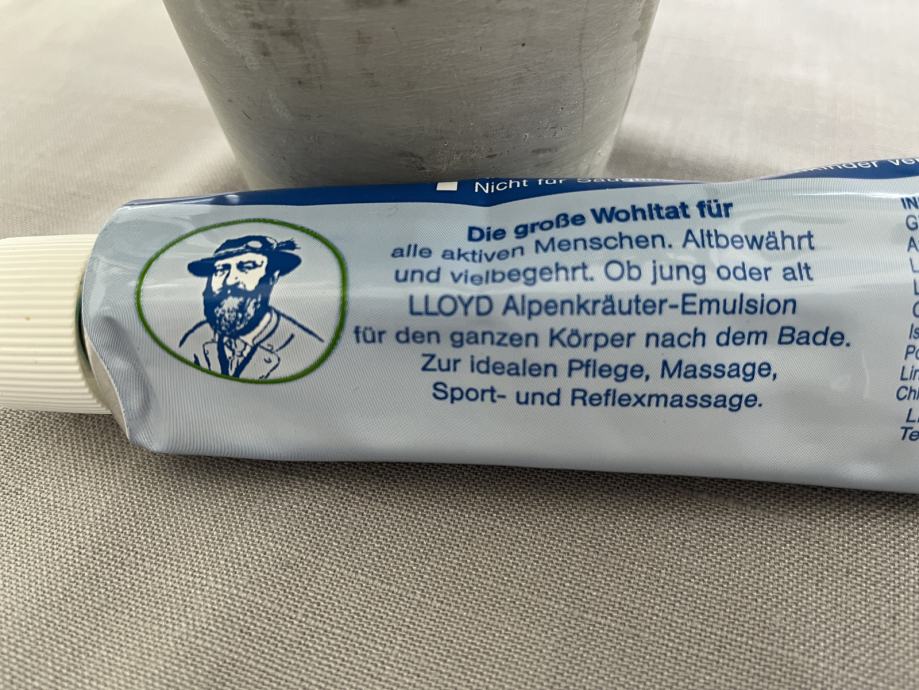 Nicht für
Die große Wohltat für
alle aktiven Menschen. Altbewährt
und vielbegehrt. Ob jung oder alt
LLOYD Alpenkräuter-Emulsion
für den ganzen Körper nach dem Bade.
Zur idealen Pflege, Massage,
Sport- und Reflexmassage.